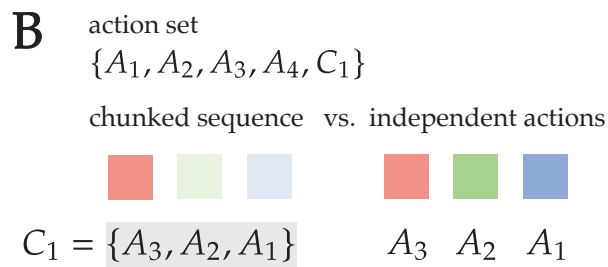 B action set
{A₁, A₂, A₃, A₄, C₁}
chunked sequence vs. independent actions
C₁ = {A₃, A₂, A₁} A₃ A₂ A₁